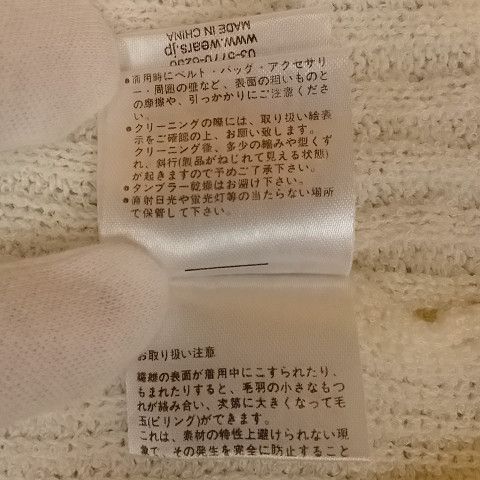 MADE IN CHINA
www.wears.jp
03-5770-6256
●着用時にベルト・バッグ・アクセサリ
ー・周囲の壁など、表面の粗いものと
の摩擦や、引っかかりにご注意くださ
い。
●クリーニングの際には、取り扱い絵表
示をご確認の上、お願い致します。
クリーニング後、多少の縮みや型くず
れ、斜行(製品がねじれて見える状態)
が起きますので予めご了承下さい。
●タンブラー乾燥はお避け下さい。
●直射日光や蛍光灯等の当たらない場所
で保管して下さい。
お取り扱い注意
繊維の表面が着用中にこすられたり、
もまれたりすると、毛羽の小さなもつ
れが絡み合い、次第に大きくなって毛
玉(ピリング)ができます。
これは、素材の特性上避けられない現
象で、その発生を完全に防止すること